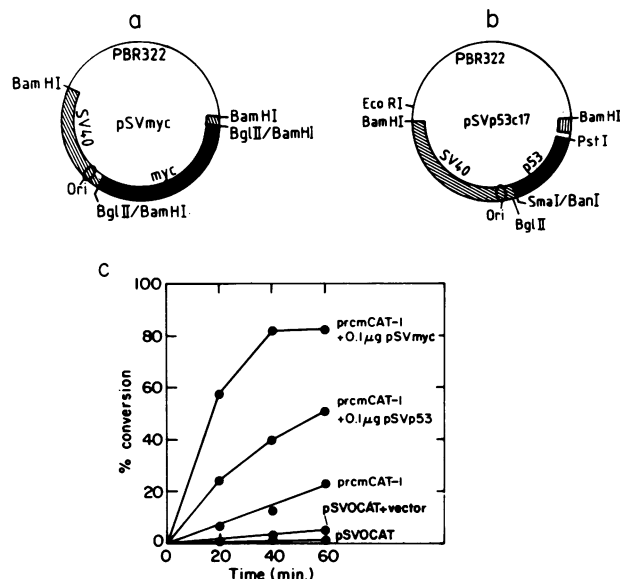 a
PBR322
Bam HI
SV40
pSVmyc
Bam HI
BglII/BamHI
myc
Ori
BglII/BamHI
b
PBR322
Eco RI
BamHI
pSVp53c17
BamHI
PstI
SV40
p53
SmaI/BanI
Ori
BglII
c
100
80
60
40
20
0
% conversion
prcmCAT-1
+0.1μg pSVmyc
prcmCAT-1
+0.1μg pSVp53
prcmCAT-1
pSVOCAT+vector
pSVOCAT
0 20 40 60
Time (min.)